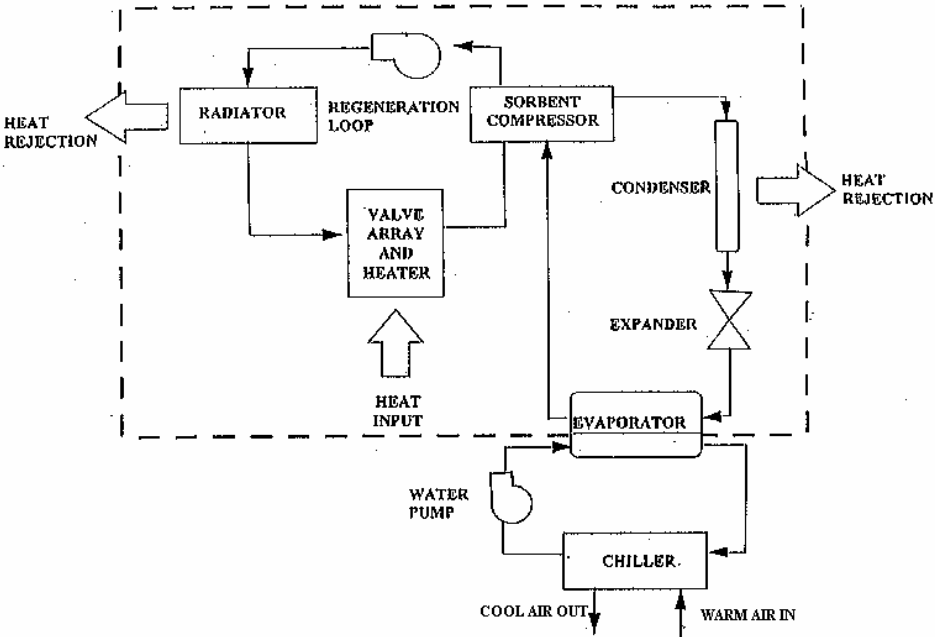 RADIATOR
REGENERATION
LOOP
SORBENT
COMPRESSOR
HEAT
REJECTION
CONDENSER
HEAT
REJECTION
VALVE
ARRAY
AND
HEATER
EXPANDER
HEAT
INPUT
EVAPORATOR
WATER
PUMP
CHILLER
COOL AIR OUT
WARM AIR IN